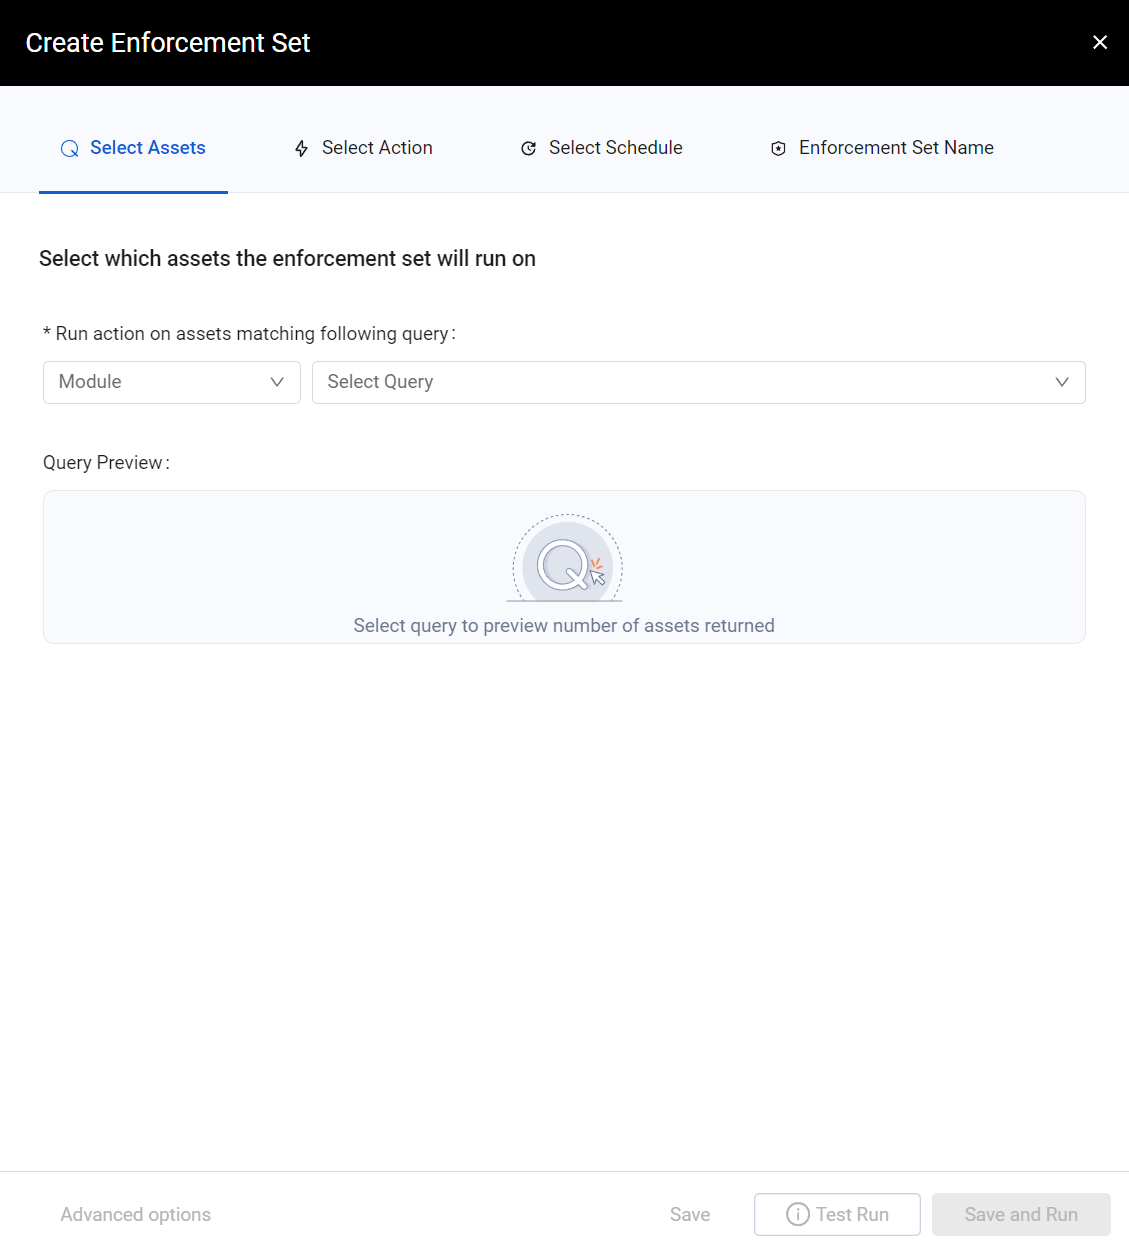 Create Enforcement Set
Select Assets
Select Action
Select Schedule
Enforcement Set Name
Select which assets the enforcement set will run on
* Run action on assets matching following query:
Module
Select Query
Query Preview:
Select query to preview number of assets returned
Advanced options
Save
Test Run
Save and Run